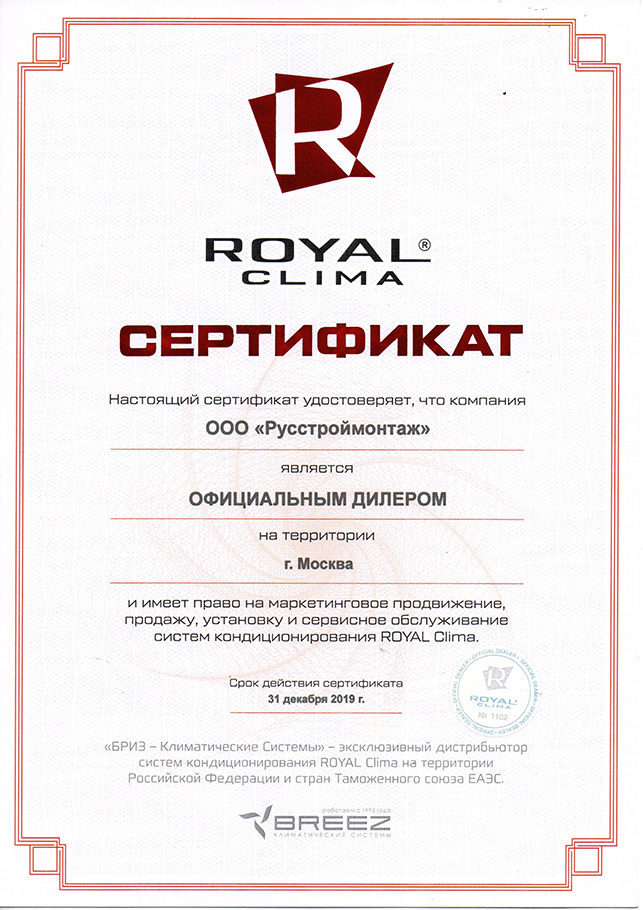 R
ROYAL®
CLIMA
СЕРТИФИКАТ
Настоящий сертификат удостоверяет, что компания
ООО «Русстроймонтаж»
является
ОФИЦИАЛЬНЫМ ДИЛЕРОМ
на территории
г. Москва
и имеет право на маркетинговое продвижение,
продажу, установку и сервисное обслуживание
систем кондиционирования ROYAL Clima.
Срок действия сертификата
31 декабря 2019 г.
OFFICIAL DEALER • OFFICIAL DEALER • OFFICIAL DEALER • OFFICIAL DEALER •
R
ROYAL
CLIMA
№ 1102
«БРИЗ – Климатические Системы» – эксклюзивный дистрибьютор
систем кондиционирования ROYAL Clima на территории
Российской Федерации и стран Таможенного союза ЕАЭС.
работаем с 1993 года
BREEZ
КЛИМАТИЧЕСКИЕ СИСТЕМЫ